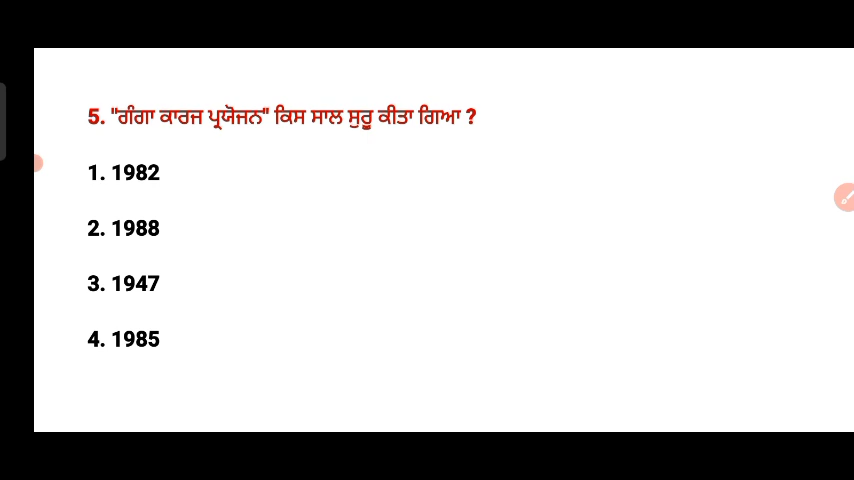 5. "ਗੰਗਾ ਕਾਰਜ ਪ੍ਰਯੋਜਨ" ਕਿਸ ਸਾਲ ਸੁਰੂ ਕੀਤਾ ਗਿਆ ?
1. 1982
2. 1988
3. 1947
4. 1985